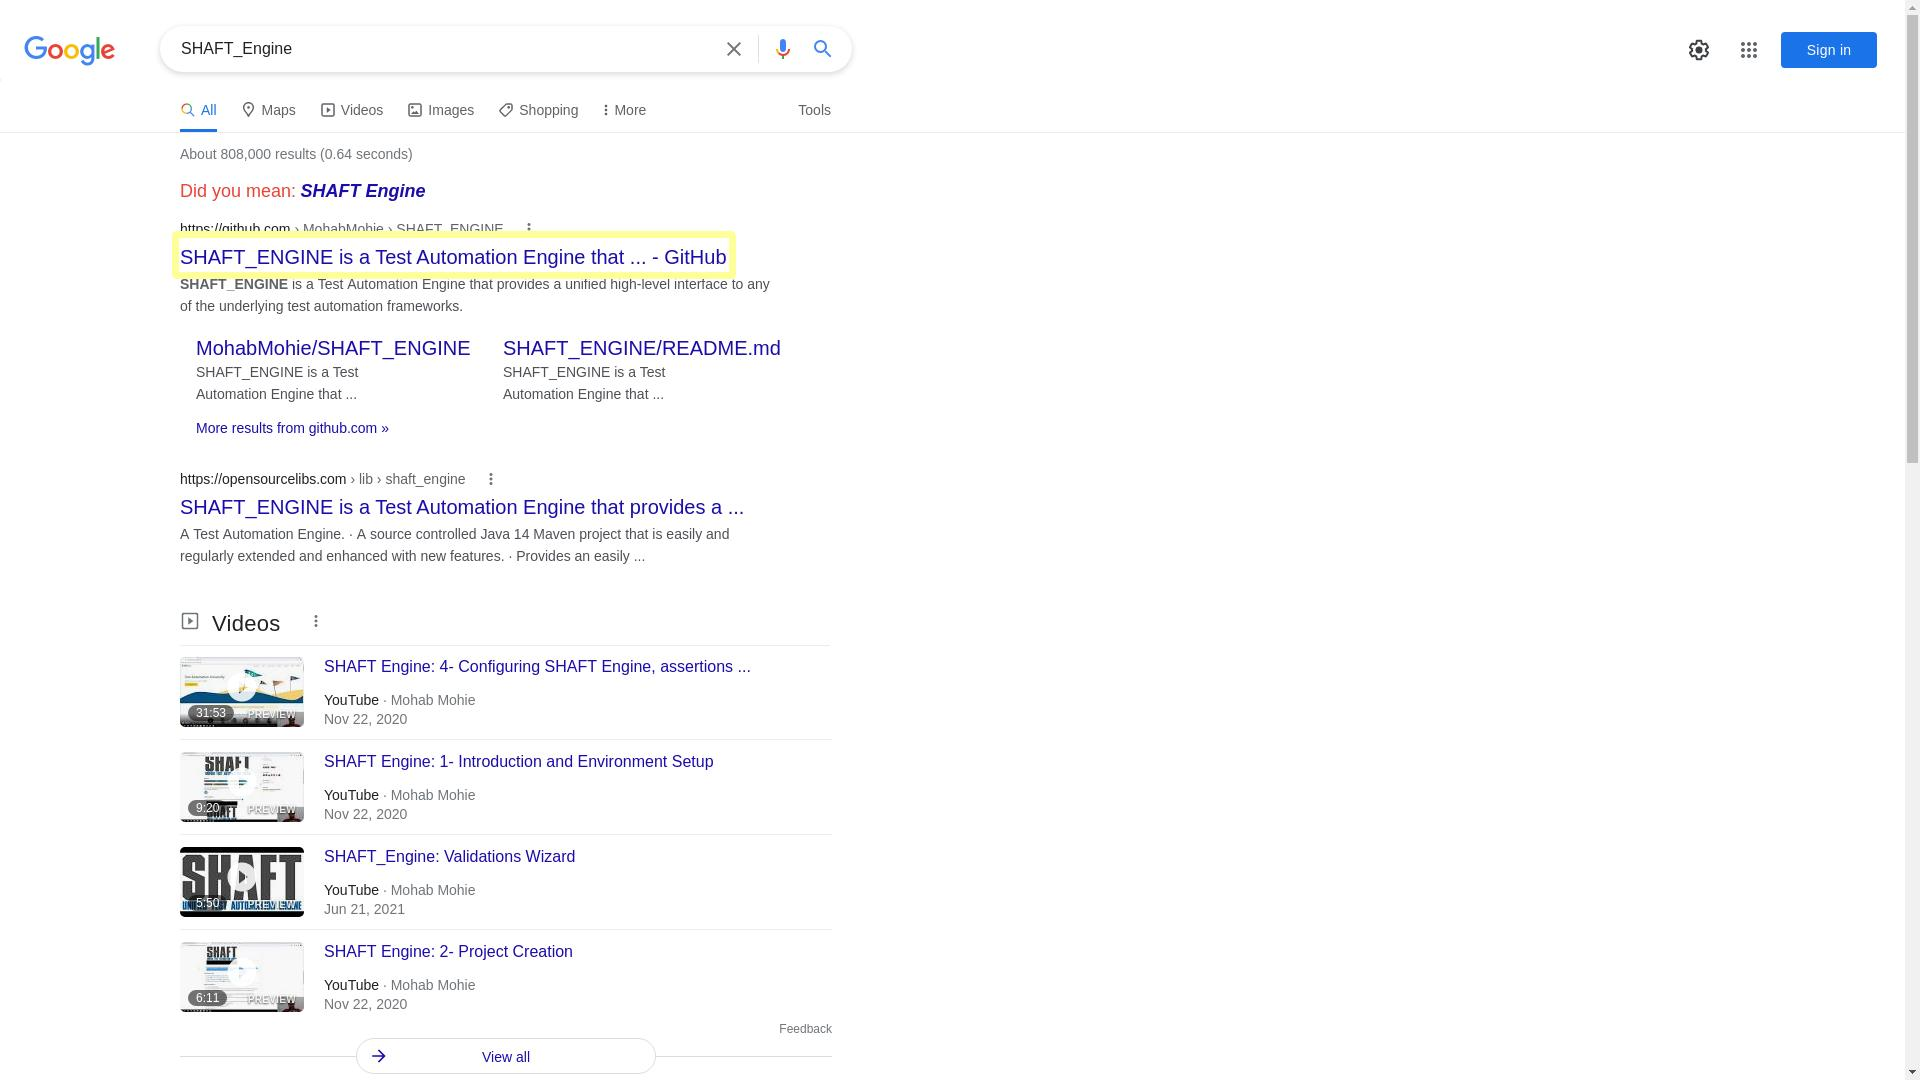 Google
SHAFT_Engine
Sign in
All
Maps
Videos
Images
Shopping
More
Tools
About 808,000 results (0.64 seconds)
Did you mean: SHAFT Engine
https://github.com › MohabMohie › SHAFT_ENGINE
SHAFT_ENGINE is a Test Automation Engine that ... - GitHub
SHAFT_ENGINE is a Test Automation Engine that provides a unified high-level interface to any
of the underlying test automation frameworks.
MohabMohie/SHAFT_ENGINE
SHAFT_ENGINE is a Test
Automation Engine that ...
SHAFT_ENGINE/README.md
SHAFT_ENGINE is a Test
Automation Engine that ...
More results from github.com »
https://opensourcelibs.com › lib › shaft_engine
SHAFT_ENGINE is a Test Automation Engine that provides a ...
A Test Automation Engine. · A source controlled Java 14 Maven project that is easily and
regularly extended and enhanced with new features. · Provides an easily ...
Videos
31:53
PREVIEW
SHAFT Engine: 4- Configuring SHAFT Engine, assertions ...
YouTube · Mohab Mohie
Nov 22, 2020
SHAFT
9:20
PREVIEW
SHAFT
SHAFT Engine: 1- Introduction and Environment Setup
YouTube · Mohab Mohie
Nov 22, 2020
SHAFT
5:50
PREVIEW
SHAFT_Engine: Validations Wizard
YouTube · Mohab Mohie
Jun 21, 2021
SHAFT
6:11
PREVIEW
SHAFT Engine: 2- Project Creation
YouTube · Mohab Mohie
Nov 22, 2020
Feedback
View all